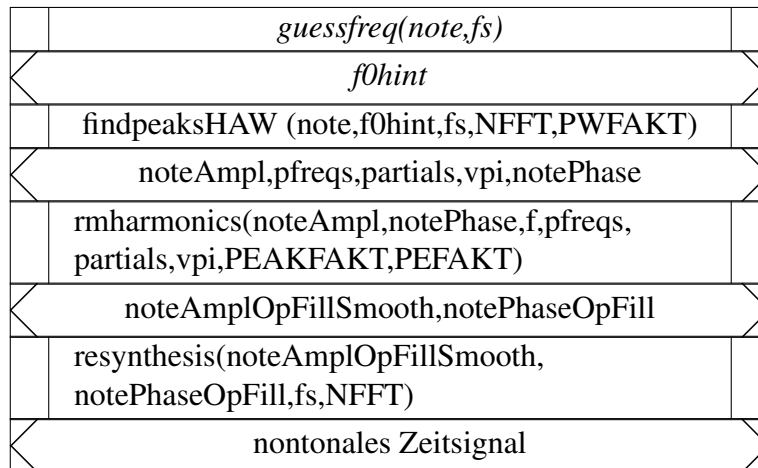 guessfreq(note,fs)
f0hint
findpeaksHAW (note,f0hint,fs,NFFT,PWFAKT)
noteAmpl,pfreqs,partials,vpi,notePhase
rmharmonics(noteAmpl,notePhase,f,pfreqs,
partials,vpi,PEAKFAKT,PEFAKT)
noteAmplOpFillSmooth,notePhaseOpFill
resynthesis(noteAmplOpFillSmooth,
notePhaseOpFill,fs,NFFT)
nontonales Zeitsignal